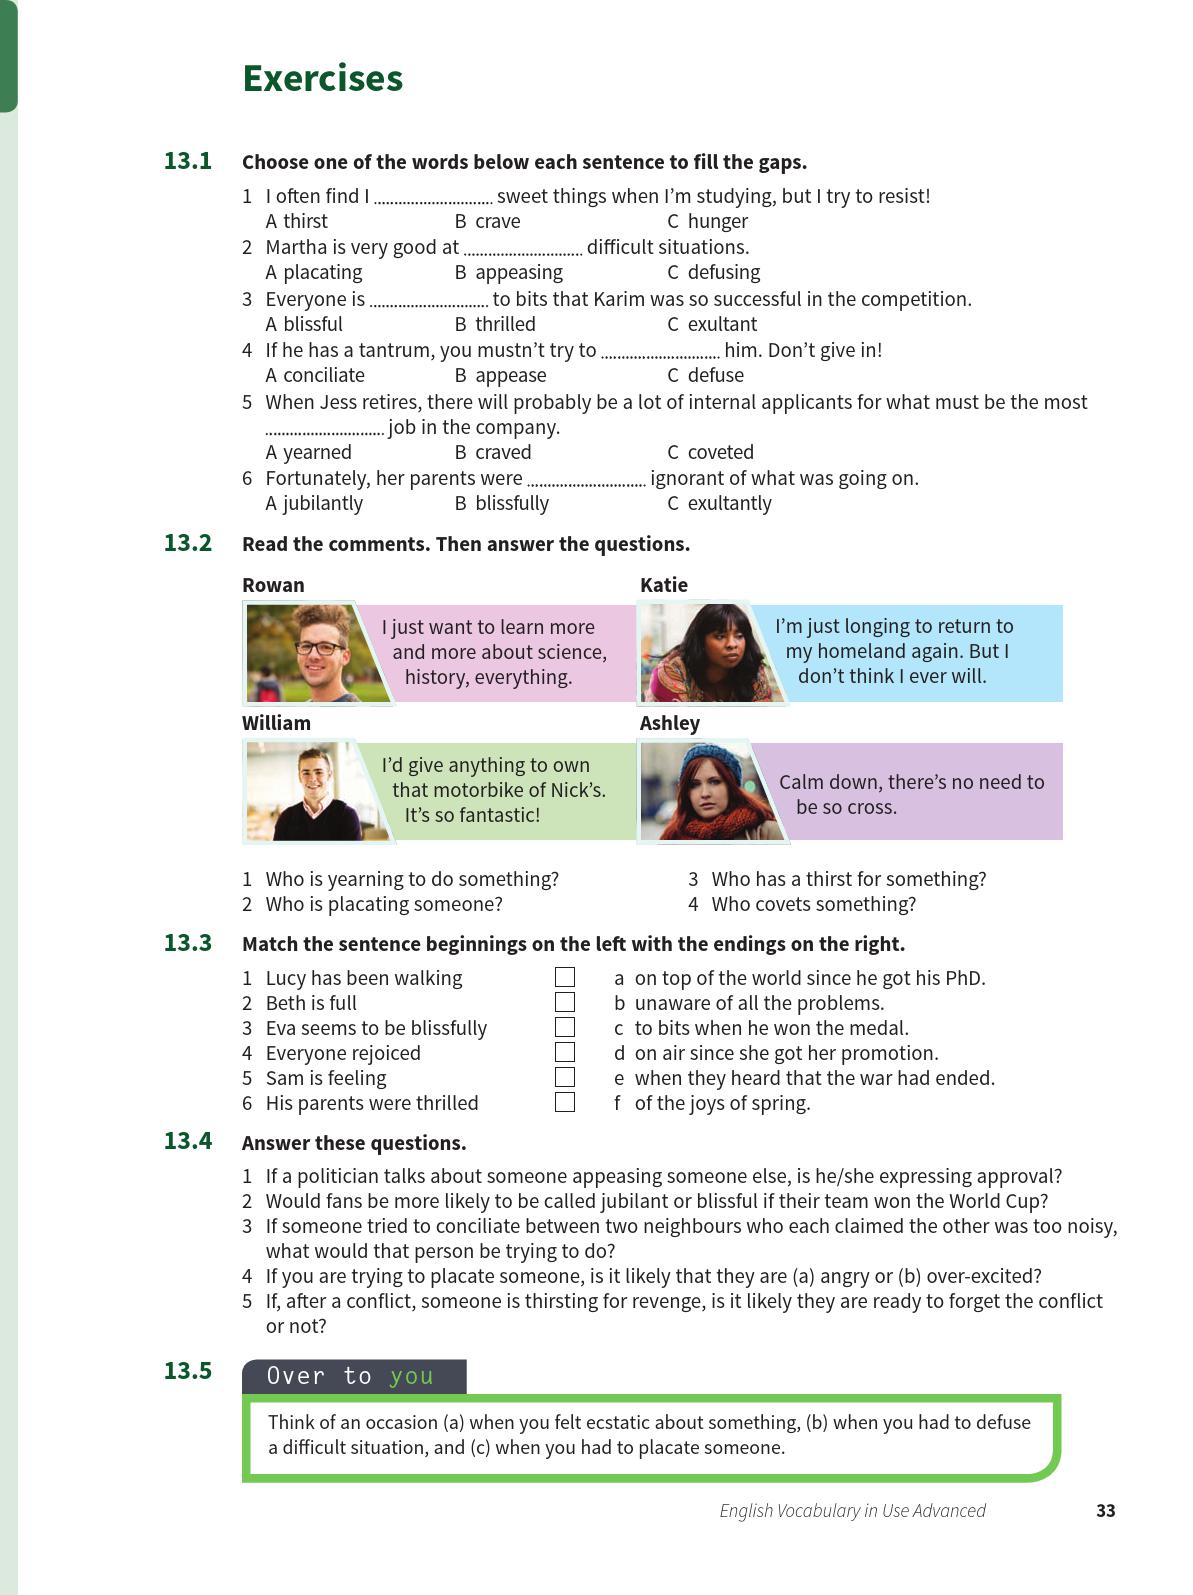 Exercises
13.1 Choose one of the words below each sentence to fill the gaps.
1 I often find I ............................ sweet things when I'm studying, but I try to resist!
A thirst B crave C hunger
2 Martha is very good at ............................ difficult situations.
A placating B appeasing C defusing
3 Everyone is ............................ to bits that Karim was so successful in the competition.
A blissful B thrilled C exultant
4 If he has a tantrum, you mustn't try to ............................ him. Don't give in!
A conciliate B appease C defuse
5 When Jess retires, there will probably be a lot of internal applicants for what must be the most
............................ job in the company.
A yearned B craved C coveted
6 Fortunately, her parents were ............................ ignorant of what was going on.
A jubilantly B blissfully C exultantly
13.2 Read the comments. Then answer the questions.
Rowan
I just want to learn more
and more about science,
history, everything.
Katie
I'm just longing to return to
my homeland again. But I
don't think I ever will.
William
I'd give anything to own
that motorbike of Nick's.
It's so fantastic!
Ashley
Calm down, there's no need to
be so cross.
1 Who is yearning to do something?
2 Who is placating someone?
3 Who has a thirst for something?
4 Who covets something?
13.3 Match the sentence beginnings on the left with the endings on the right.
1 Lucy has been walking a on top of the world since he got his PhD.
2 Beth is full b unaware of all the problems.
3 Eva seems to be blissfully c to bits when he won the medal.
4 Everyone rejoiced d on air since she got her promotion.
5 Sam is feeling e when they heard that the war had ended.
6 His parents were thrilled f of the joys of spring.
13.4 Answer these questions.
1 If a politician talks about someone appeasing someone else, is he/she expressing approval?
2 Would fans be more likely to be called jubilant or blissful if their team won the World Cup?
3 If someone tried to conciliate between two neighbours who each claimed the other was too noisy,
what would that person be trying to do?
4 If you are trying to placate someone, is it likely that they are (a) angry or (b) over-excited?
5 If, after a conflict, someone is thirsting for revenge, is it likely they are ready to forget the conflict
or not?
13.5 Over to you
Think of an occasion (a) when you felt ecstatic about something, (b) when you had to defuse
a difficult situation, and (c) when you had to placate someone.
English Vocabulary in Use Advanced 33